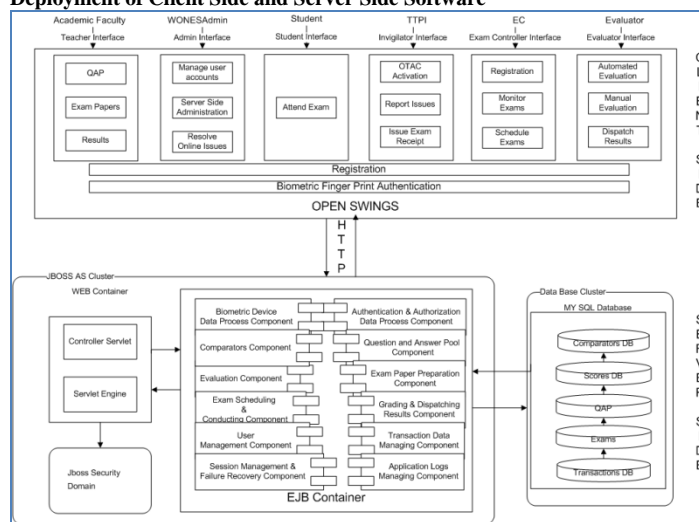 Deployment of Client Side and Server Side Software
Academic Faculty
Teacher Interface
WONESAdmin
Admin Interface
Student
Student Interface
TTPI
Invigilator Interface
EC
Exam Controller Interface
Evaluator
Evaluator Interface
QAP
Exam Papers
Results
Manage user
accounts
Server Side
Administration
Resolve
Online Issues
Attend Exam
OTAC
Activation
Report Issues
Issue Exam
Receipt
Registration
Monitor
Exams
Schedule
Exams
Automated
Evaluation
Manual
Evaluation
Dispatch
Results
Registration
Biometric Finger Print Authentication
OPEN SWINGS
H
T
T
P
JBOSS AS Cluster
WEB Container
Controller Servlet
Servlet Engine
Jboss Security
Domain
Biometric Device
Data Process Component
Comparators Component
Evaluation Component
Exam Scheduling
&
Conducting Component
User
Management Component
Session Management &
Failure Recovery Component
Authentication & Authorization
Data Process Component
Question and Answer Pool
Component
Exam Paper Preparation
Component
Grading & Dispatching
Results Component
Transaction Data
Managing Component
Application Logs
Managing Component
EJB Container
Data Base Cluster
MY SQL Database
Comparators DB
Scores DB
QAP
Exams
Transactions DB